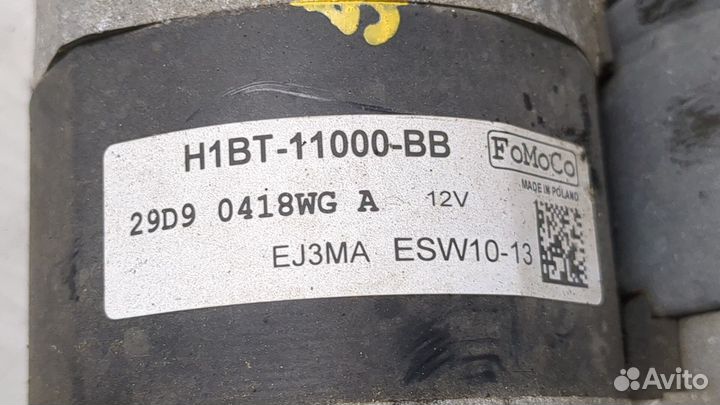 H1BT-11000-BB
FoMoCo
MADE IN POLAND
29D9 0418WG A 12V
EJ3MA ESW10-13
Avito